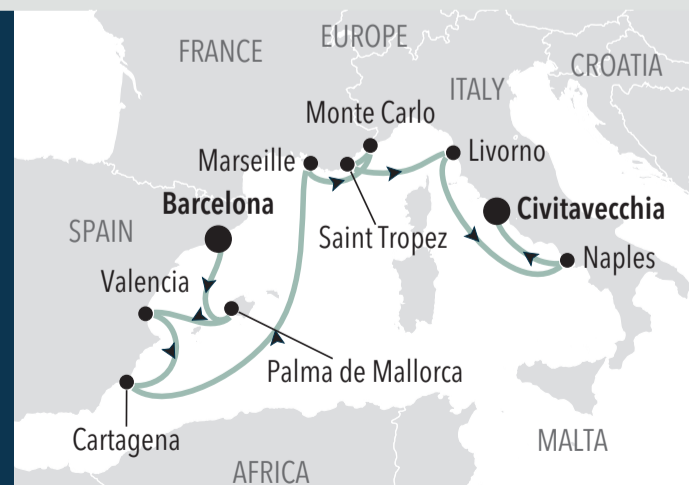 EUROPE
FRANCE
CROATIA
ITALY
Monte Carlo
Marseille
Livorno
Barcelona
Civitavecchia
SPAIN
Saint Tropez
Naples
Valencia
Palma de Mallorca
Cartagena
MALTA
AFRICA